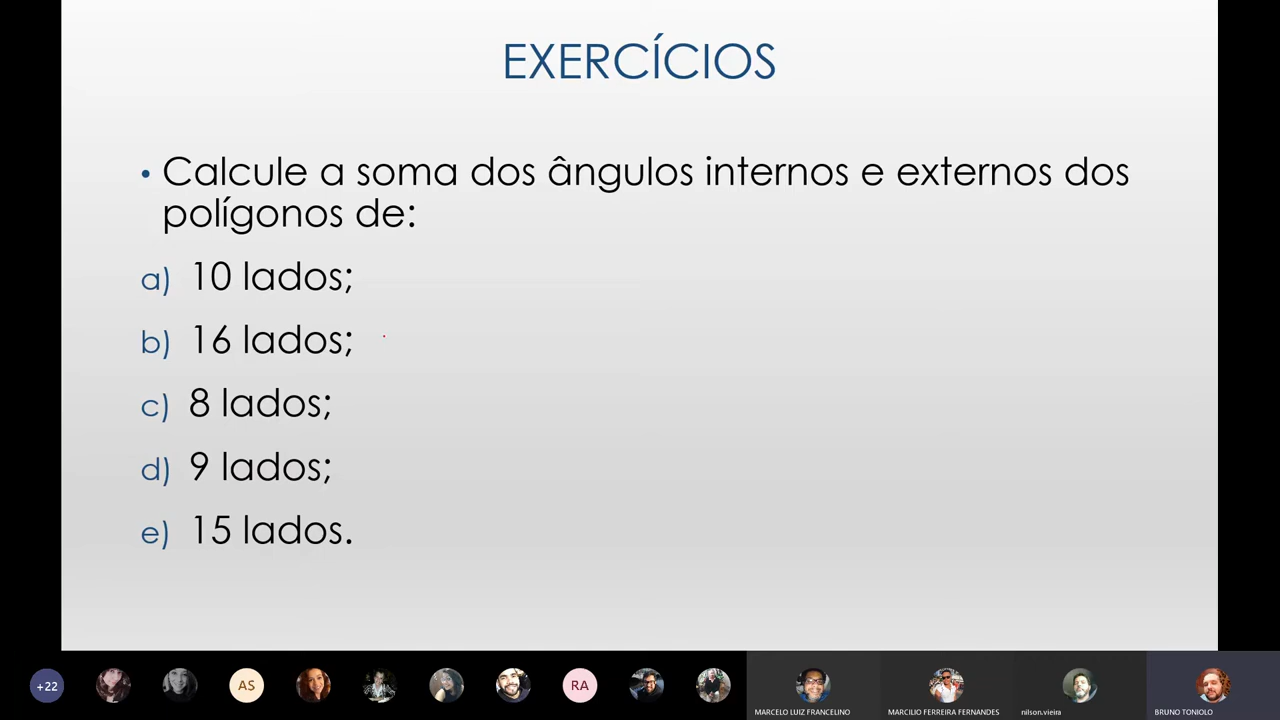 EXERCÍCIOS
• Calcule a soma dos ângulos internos e externos dos
polígonos de:
a) 10 lados;
b) 16 lados;
c) 8 lados;
d) 9 lados;
e) 15 lados.
+22
AS
RA
MARCELO LUIZ FRANCELINO
MARCILIO FERREIRA FERNANDES
nilson.vieira
BRUNO TONIOLO